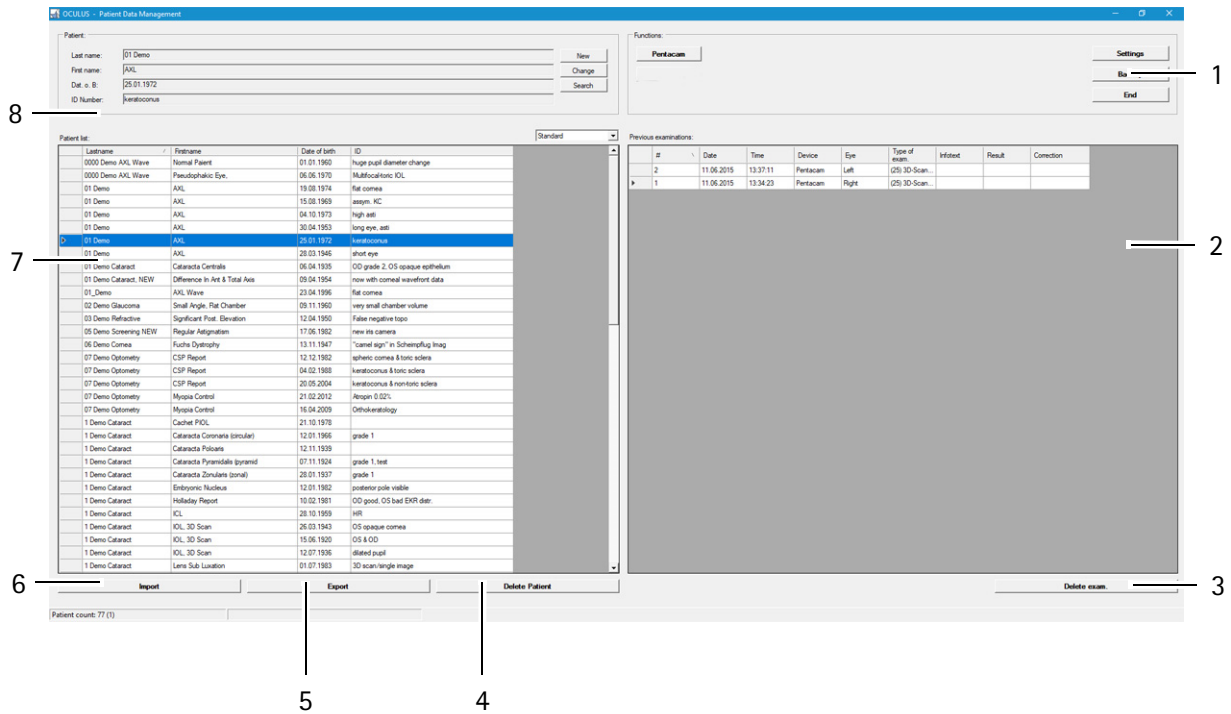 OCULUS - Patient Data Management
Patient:
Last name: 01 Demo New
First name: AXL Change
Dat. o. B: 25.01.1972 Search
ID Number: keratoconus
Functions:
Pentacam Settings
End
1
8
Patient list: Standard
Lastname Firstname Date of birth ID
0000 Demo AXL Wave Normal Paient 01.01.1960 huge pupil diameter change
0000 Demo AXL Wave Pseudophakic Eye, 06.06.1970 Multifocal-toric IOL
01 Demo AXL 19.08.1974 flat cornea
01 Demo AXL 15.08.1969 assym. KC
01 Demo AXL 04.10.1973 high asti
01 Demo AXL 30.04.1953 long eye, asti
01 Demo AXL 25.01.1972 keratoconus
01 Demo AXL 28.03.1946 short eye
01 Demo Cataract Cataracta Centralis 06.04.1935 OD grade 2, OS opaque epithelium
01 Demo Cataract, NEW Difference In Ant & Total Axis 09.04.1954 now with corneal wavefront data
01_Demo AXL Wave 23.04.1996 flat cornea
02 Demo Glaucoma Small Angle, Flat Chamber 09.11.1960 very small chamber volume
03 Demo Refractive Significant Post. Elevation 12.04.1950 False negative topo
05 Demo Screening NEW Regular Astigmatism 17.06.1982 new iris camera
06 Demo Cornea Fuchs Dystrophy 13.11.1947 "camel sign" in Scheimpflug Imag
07 Demo Optometry CSP Report 12.12.1982 spheric cornea & toric sclera
07 Demo Optometry CSP Report 04.02.1988 keratoconus & toric sclera
07 Demo Optometry CSP Report 20.05.2004 keratoconus & non-toric sclera
07 Demo Optometry Myopia Control 21.02.2012 Atropin 0.02%
07 Demo Optometry Myopia Control 16.04.2009 Orthokeratology
1 Demo Cataract Cachet PIOL 21.10.1978
1 Demo Cataract Cataracta Coronaria (circular) 12.01.1966 grade 1
1 Demo Cataract Cataracta Poloaris 12.11.1939
1 Demo Cataract Cataracta Pyramidalis (pyramid 07.11.1924 grade 1, test
1 Demo Cataract Cataracta Zonularis (zonal) 28.01.1937 grade 1
1 Demo Cataract Embryonic Nucleus 12.01.1982 posterior pole visible
1 Demo Cataract Holladay Report 10.02.1981 OD good, OS bad EKR distr.
1 Demo Cataract ICL 28.10.1959 HR
1 Demo Cataract IOL, 3D Scan 26.03.1943 OS opaque cornea
1 Demo Cataract IOL, 3D Scan 15.06.1920 OS & OD
1 Demo Cataract IOL, 3D Scan 12.07.1936 dilated pupil
1 Demo Cataract Lens Sub Luxation 01.07.1983 3D scan/single image
7
Previous examinations:
# Date Time Device Eye Type of exam. Infotext Result Correction
2 11.06.2015 13:37:11 Pentacam Left (25) 3D-Scan...
1 11.06.2015 13:34:23 Pentacam Right (25) 3D-Scan...
2
6 Import Export Delete Patient Delete exam. 3
Patient count: 77 (1)
5 4